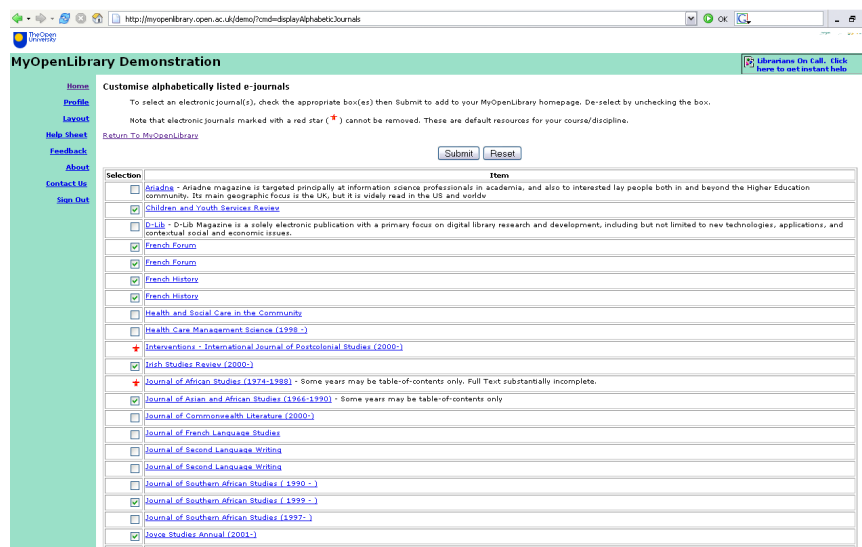 http://myopenlibrary.open.ac.uk/demo/?cmd=displayAlphabeticJournals
OK
The Open
University
MyOpenLibrary Demonstration
Librarians On Call. Click
here to get instant help
Home
Profile
Layout
Help Sheet
Feedback
About
Contact Us
Sign Out
Customise alphabetically listed e-journals
To select an electronic journal(s), check the appropriate box(es) then Submit to add to your MyOpenLibrary homepage. De-select by unchecking the box.
Note that electronic journals marked with a red star ( * ) cannot be removed. These are default resources for your course/discipline.
Return To MyOpenLibrary
Submit Reset
Selection Item
Ariadne - Ariadne magazine is targeted principally at information science professionals in academia, and also to interested lay people both in and beyond the Higher Education
community. Its main geographic focus is the UK, but it is widely read in the US and worldv
Children and Youth Services Review
D-Lib - D-Lib Magazine is a solely electronic publication with a primary focus on digital library research and development, including but not limited to new technologies, applications, and
contextual social and economic issues.
French Forum
French Forum
French History
French History
Health and Social Care in the Community
Health Care Management Science (1998 -)
Interventions - International Journal of Postcolonial Studies (2000-)
Irish Studies Review (2000-)
Journal of African Studies (1974-1988) - Some years may be table-of-contents only. Full Text substantially incomplete.
Journal of Asian and African Studies (1966-1990) - Some years may be table-of-contents only
Journal of Commonwealth Literature (2000-)
Journal of French Language Studies
Journal of Second Language Writing
Journal of Second Language Writing
Journal of Southern African Studies ( 1990 - )
Journal of Southern African Studies ( 1999 - )
Journal of Southern African Studies (1997- )
Joyce Studies Annual (2001-)